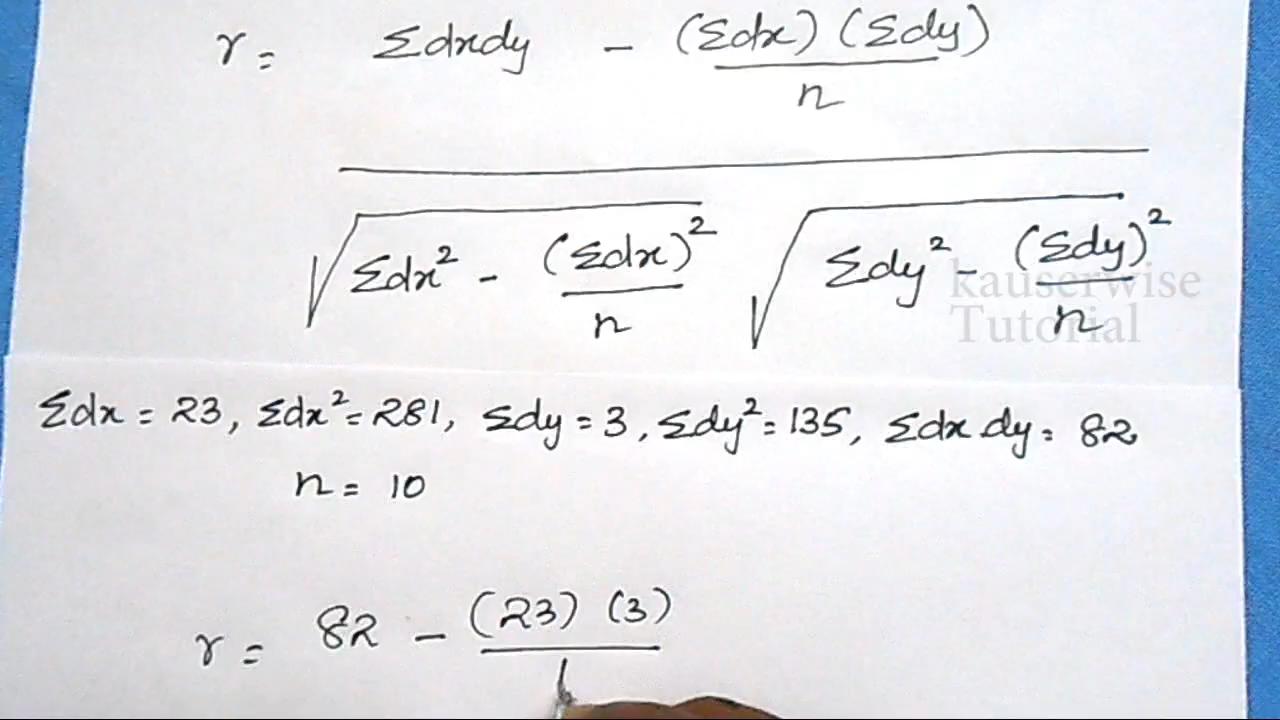 r = Σdxdy - (Σdx) (Σdy)
n
√Σdx² - (Σdx)²/n √Σdy² - (Σdy)²/n
kauserwise
Tutorial
Σdx = 23, Σdx² = 281, Σdy = 3, Σdy² = 135, Σdx dy = 82
n = 10
r = 82 - (23) (3)
1